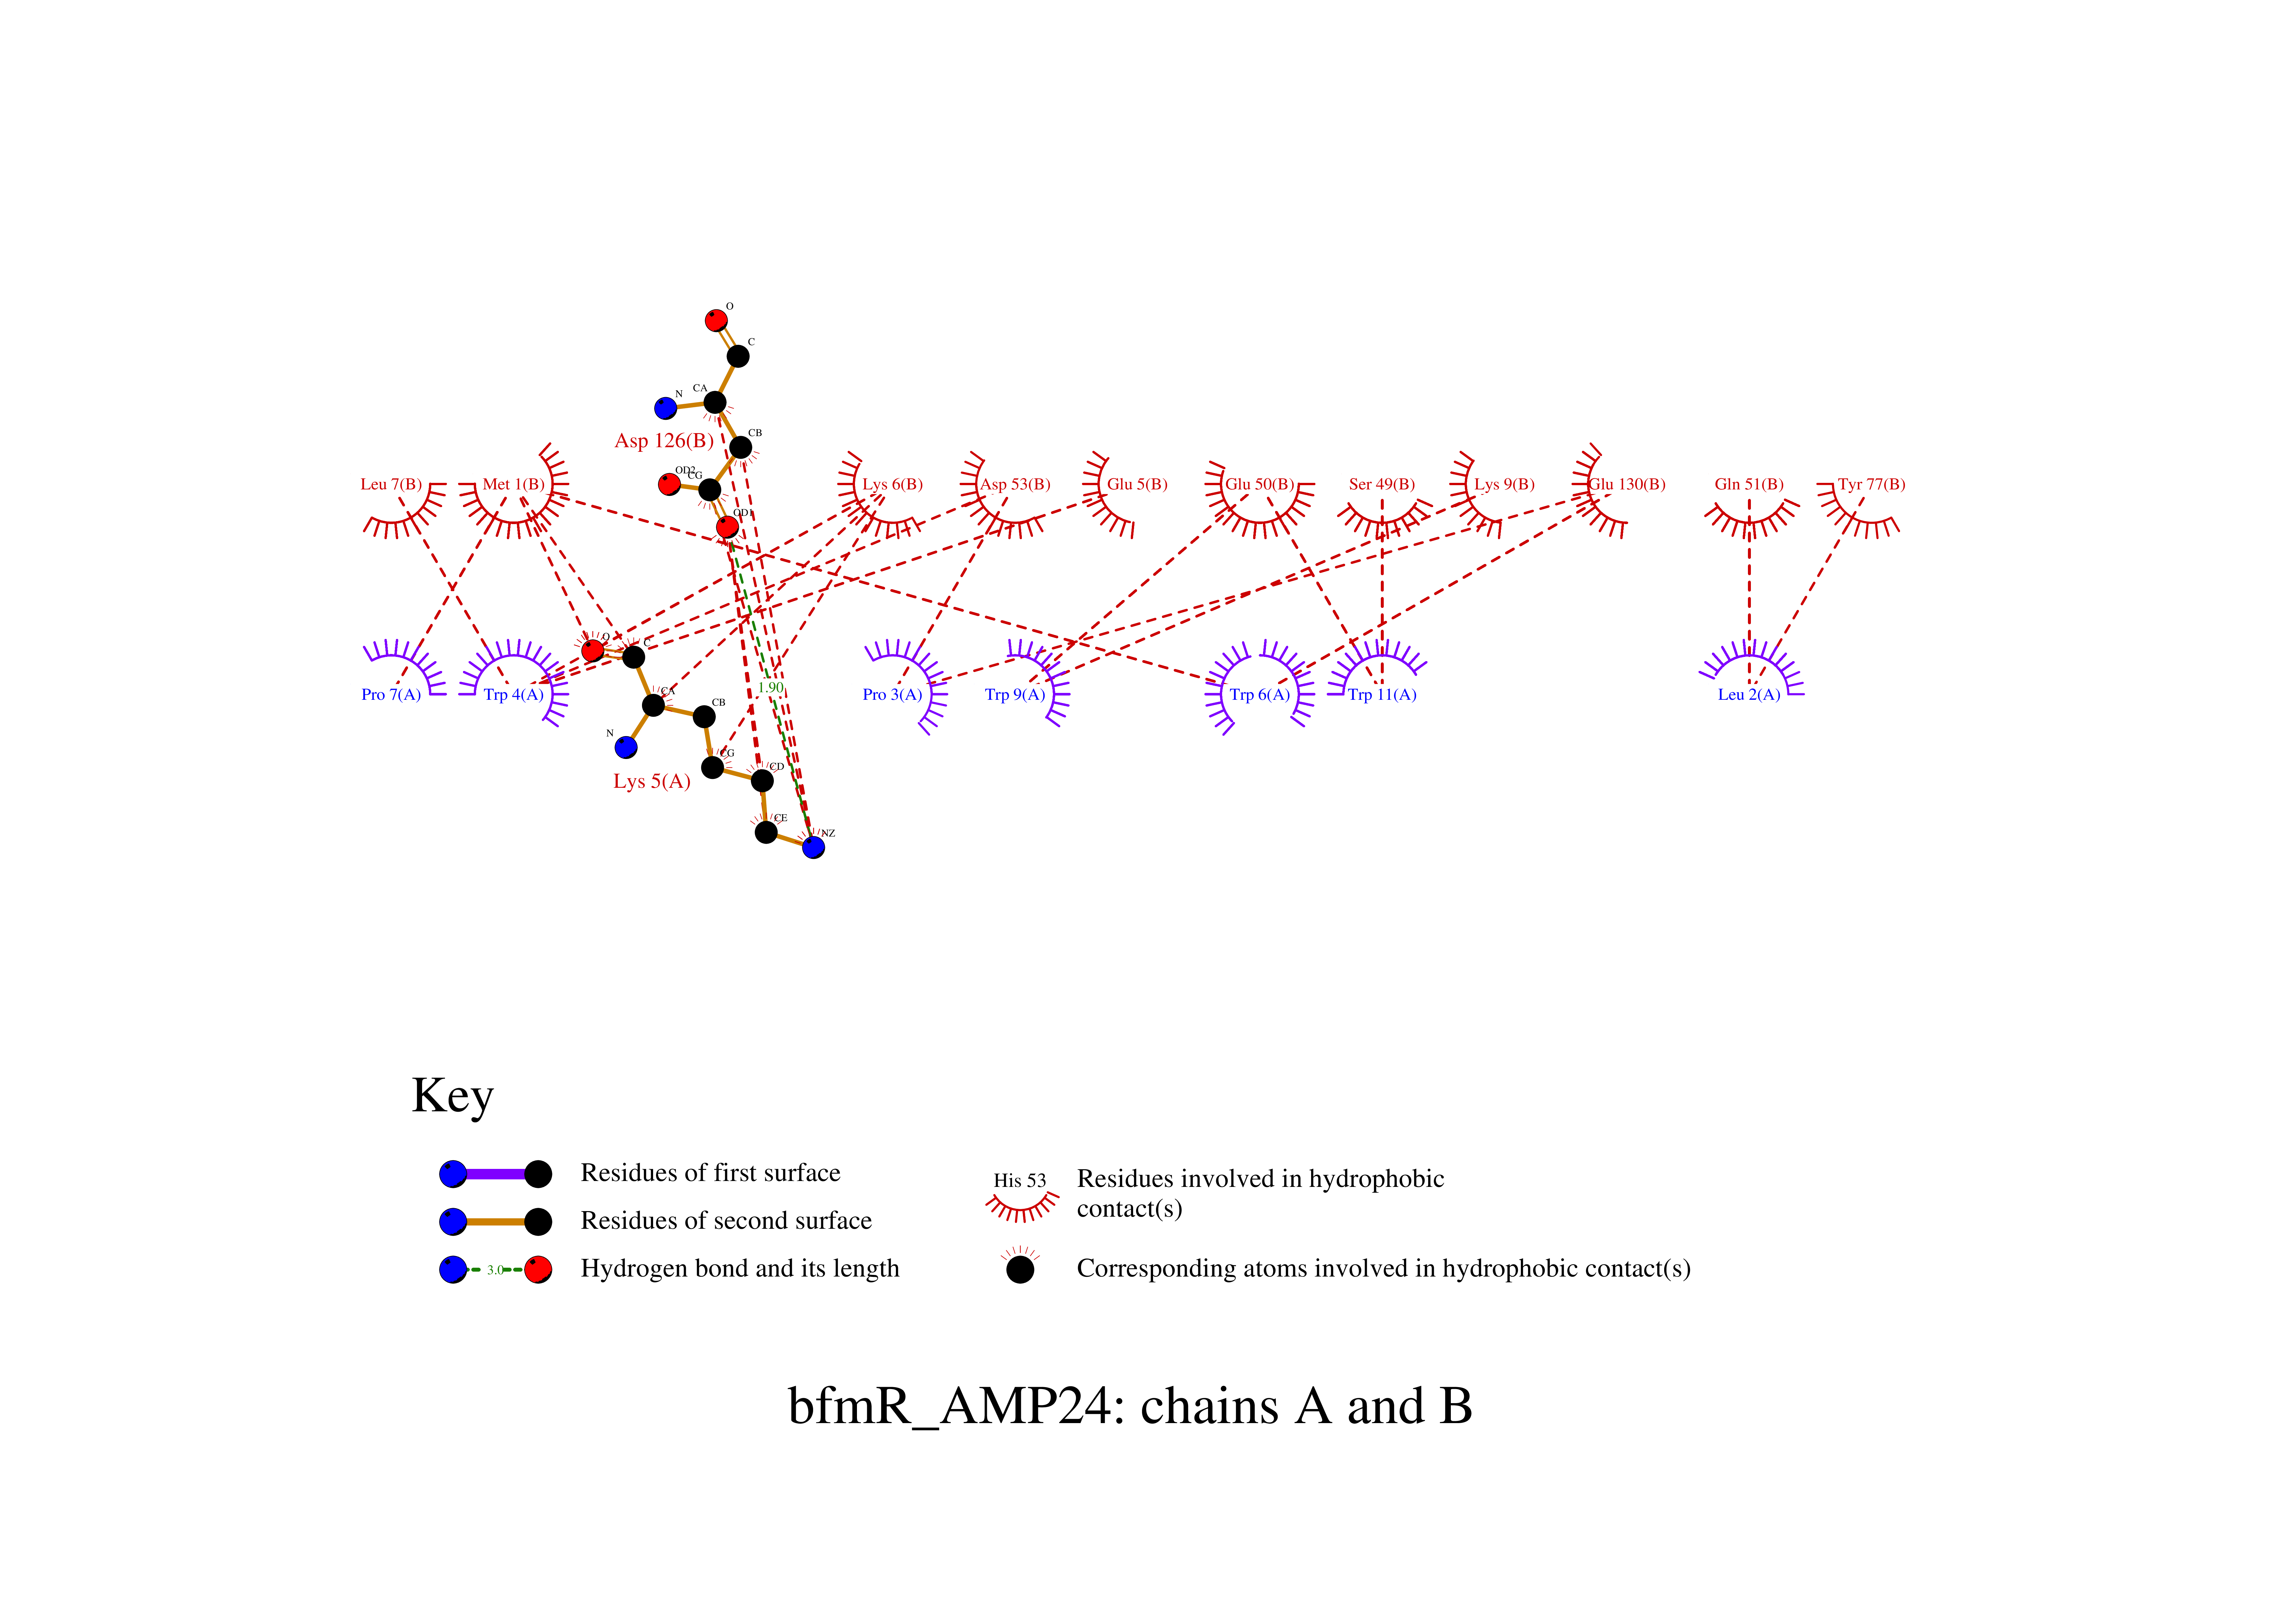 O
C
CA
N
CB
Asp 126(B)
OD2
CG
Leu 7(B) Met 1(B) Lys 6(B) Asp 53(B) Glu 5(B) Glu 50(B) Ser 49(B) Lys 9(B) Glu 130(B) Gln 51(B) Tyr 77(B)
OD1
O
C
1.90
CA
Pro 7(A) Trp 4(A) Pro 3(A) Trp 9(A) Trp 6(A) Trp 11(A) Leu 2(A)
CB
N
CG
CD
Lys 5(A)
CE
NZ
Key
Residues of first surface
Residues of second surface
3.0
Hydrogen bond and its length
His 53
Residues involved in hydrophobic
contact(s)
Corresponding atoms involved in hydrophobic contact(s)
bfmR_AMP24: chains A and B